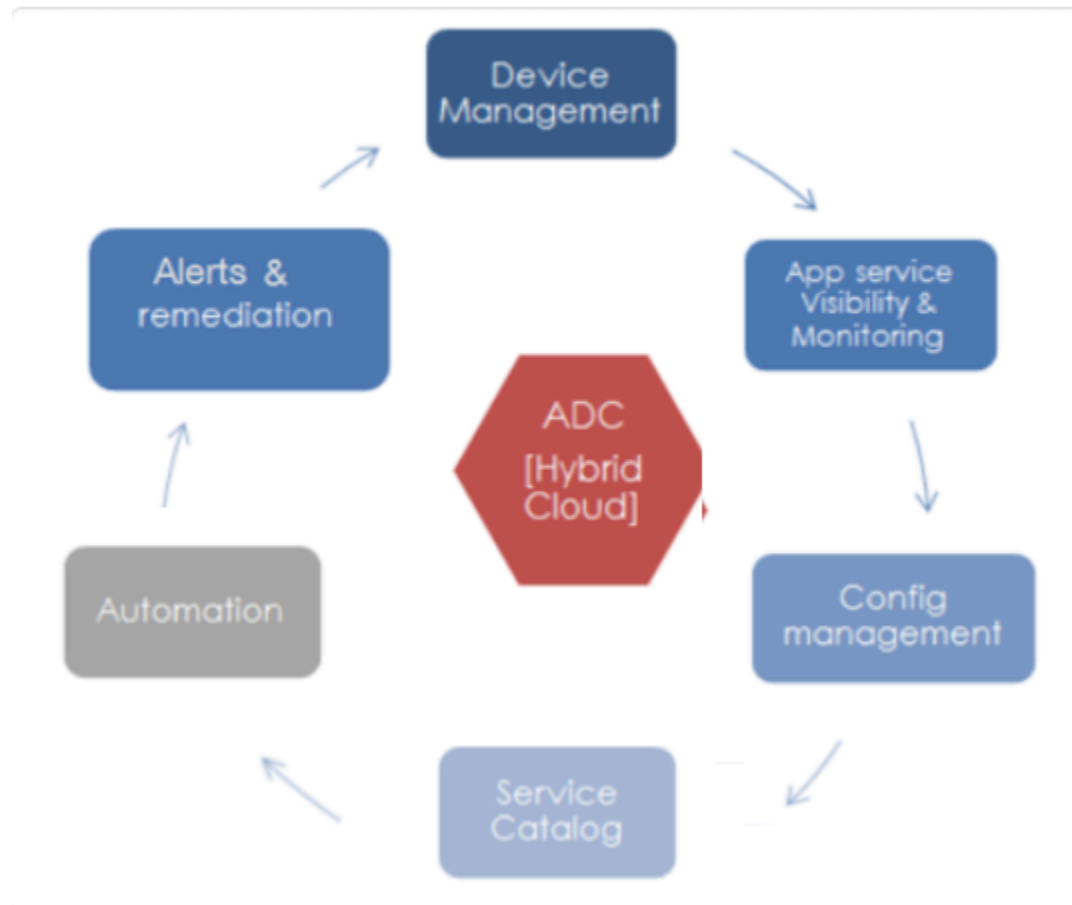 Device
Management
App service
Visibility &
Monitoring
Config
management
Service
Catalog
Automation
Alerts &
remediation
ADC
[Hybrid
Cloud]